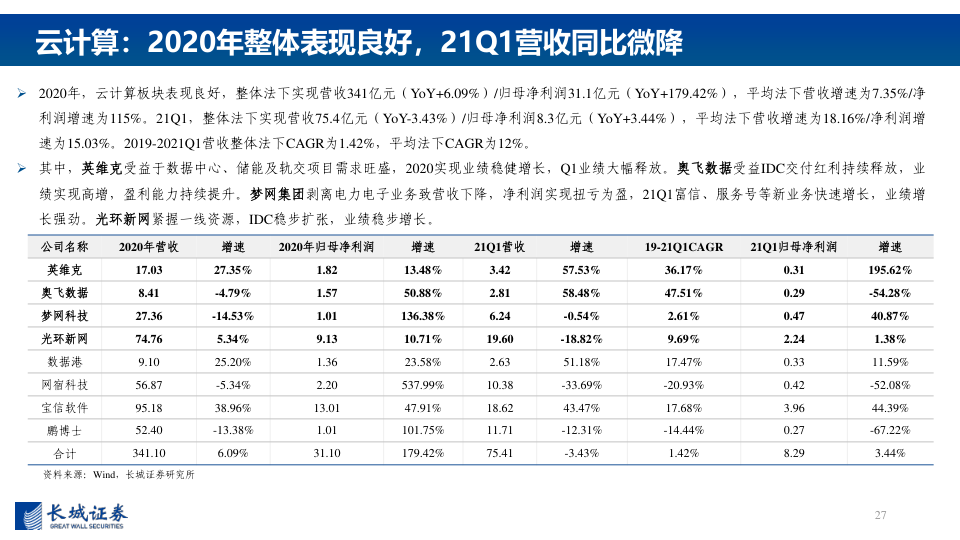 云计算：2020年整体表现良好，21Q1营收同比微降
➢ 2020年，云计算板块表现良好，整体法下实现营收341亿元（YoY+6.09%）/归母净利润31.1亿元（YoY+179.42%），平均法下营收增速为7.35%/净
利润增速为115%。21Q1，整体法下实现营收75.4亿元（YoY-3.43%）/归母净利润8.3亿元（YoY+3.44%），平均法下营收增速为18.16%/净利润增
速为15.03%。2019-2021Q1营收整体法下CAGR为1.42%，平均法下CAGR为12%。
➢ 其中，英维克受益于数据中心、储能及轨交项目需求旺盛，2020实现业绩稳健增长，Q1业绩大幅释放。奥飞数据受益IDC交付红利持续释放，业
绩实现高增，盈利能力持续提升。梦网集团剥离电力电子业务致营收下降，净利润实现扭亏为盈，21Q1富信、服务号等新业务快速增长，业绩增
长强劲。光环新网紧握一线资源，IDC稳步扩张，业绩稳步增长。
公司名称 2020年营收 增速 2020年归母净利润 增速 21Q1营收 增速 19-21Q1CAGR 21Q1归母净利润 增速
英维克 17.03 27.35% 1.82 13.48% 3.42 57.53% 36.17% 0.31 195.62%
奥飞数据 8.41 -4.79% 1.57 50.88% 2.81 58.48% 47.51% 0.29 -54.28%
梦网科技 27.36 -14.53% 1.01 136.38% 6.24 -0.54% 2.61% 0.47 40.87%
光环新网 74.76 5.34% 9.13 10.71% 19.60 -18.82% 9.69% 2.24 1.38%
数据港 9.10 25.20% 1.36 23.58% 2.63 51.18% 17.47% 0.33 11.59%
网宿科技 56.87 -5.34% 2.20 537.99% 10.38 -33.69% -20.93% 0.42 -52.08%
宝信软件 95.18 38.96% 13.01 47.91% 18.62 43.47% 17.68% 3.96 44.39%
鹏博士 52.40 -13.38% 1.01 101.75% 11.71 -12.31% -14.44% 0.27 -67.22%
合计 341.10 6.09% 31.10 179.42% 75.41 -3.43% 1.42% 8.29 3.44%
资料来源：Wind，长城证券研究所
长城证券
GREAT WALL SECURITIES
27